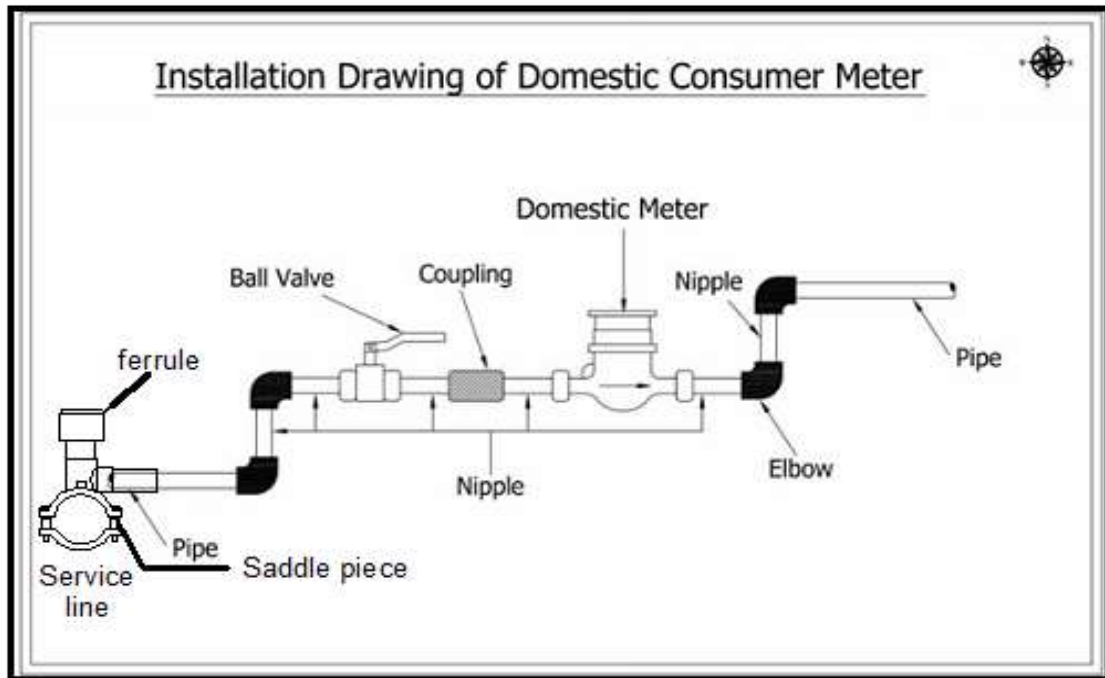 Installation Drawing of Domestic Consumer Meter
Domestic Meter
Ball Valve
Coupling
Nipple
ferrule
Pipe
Elbow
Nipple
Pipe
Saddle piece
Service
line